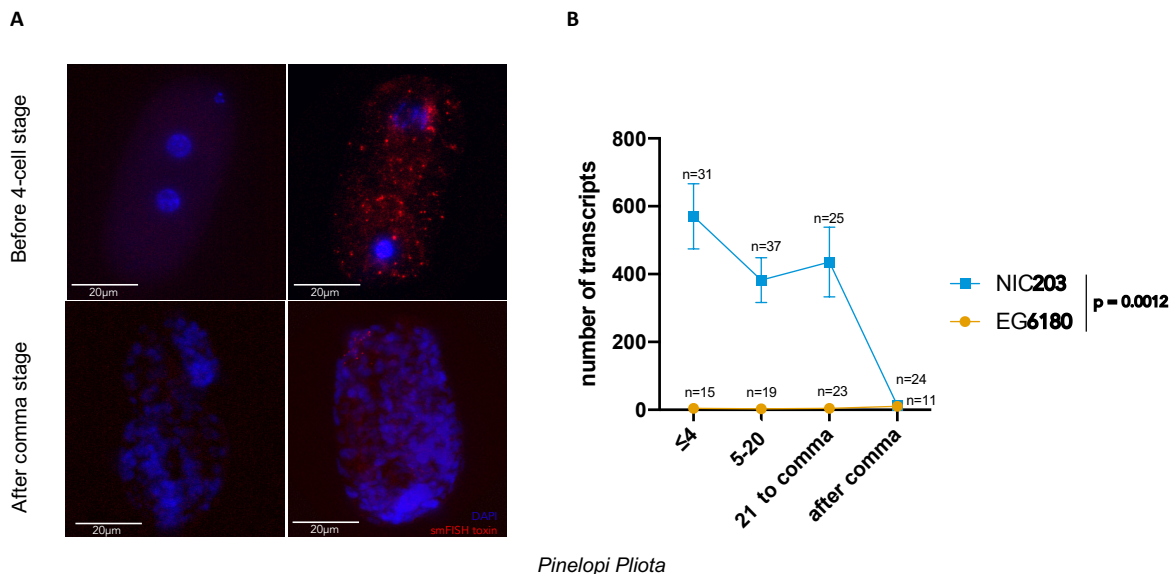 A
B
Before 4-cell stage
After comma stage
20µm
20µm
20µm
20µm
DAPI
smFISH toxin
number of transcripts
800
600
400
200
0
n=31
n=37
n=25
n=24
n=15
n=19
n=23
n=11
≤4
5-20
21 to comma
after comma
NIC203
EG6180
p = 0.0012
Pinelopi Pliota